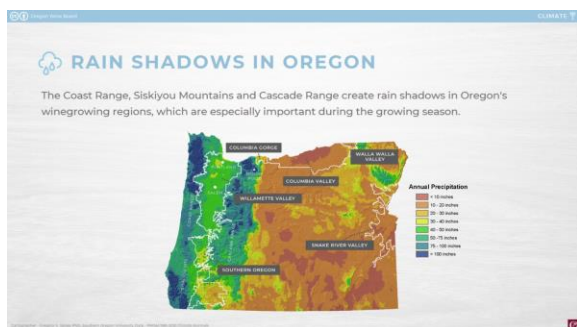 Oregon Wine Board
CLIMATE
RAIN SHADOWS IN OREGON
The Coast Range, Siskiyou Mountains and Cascade Range create rain shadows in Oregon's
winegrowing regions, which are especially important during the growing season.
COLUMBIA GORGE
WALLA WALLA
VALLEY
COLUMBIA VALLEY
WILLAMETTE VALLEY
SNAKE RIVER VALLEY
SOUTHERN OREGON
Annual Precipitation
< 10 inches
10 - 20 inches
20 - 30 inches
30 - 40 inches
40 - 50 inches
50 -75 inches
75 - 100 inches
> 100 inches